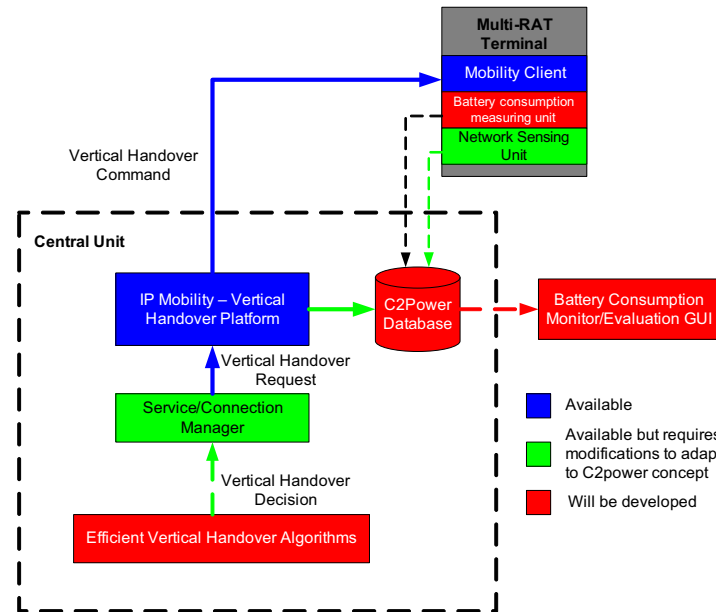 Multi-RAT
Terminal
Mobility Client
Battery consumption
measuring unit
Network Sensing
Unit
Vertical Handover
Command
Central Unit
IP Mobility – Vertical
Handover Platform
C2Power
Database
Battery Consumption
Monitor/Evaluation GUI
Vertical Handover
Request
Service/Connection
Manager
Vertical Handover
Decision
Efficient Vertical Handover Algorithms
Available
Available but requires
modifications to adap
to C2power concept
Will be developed